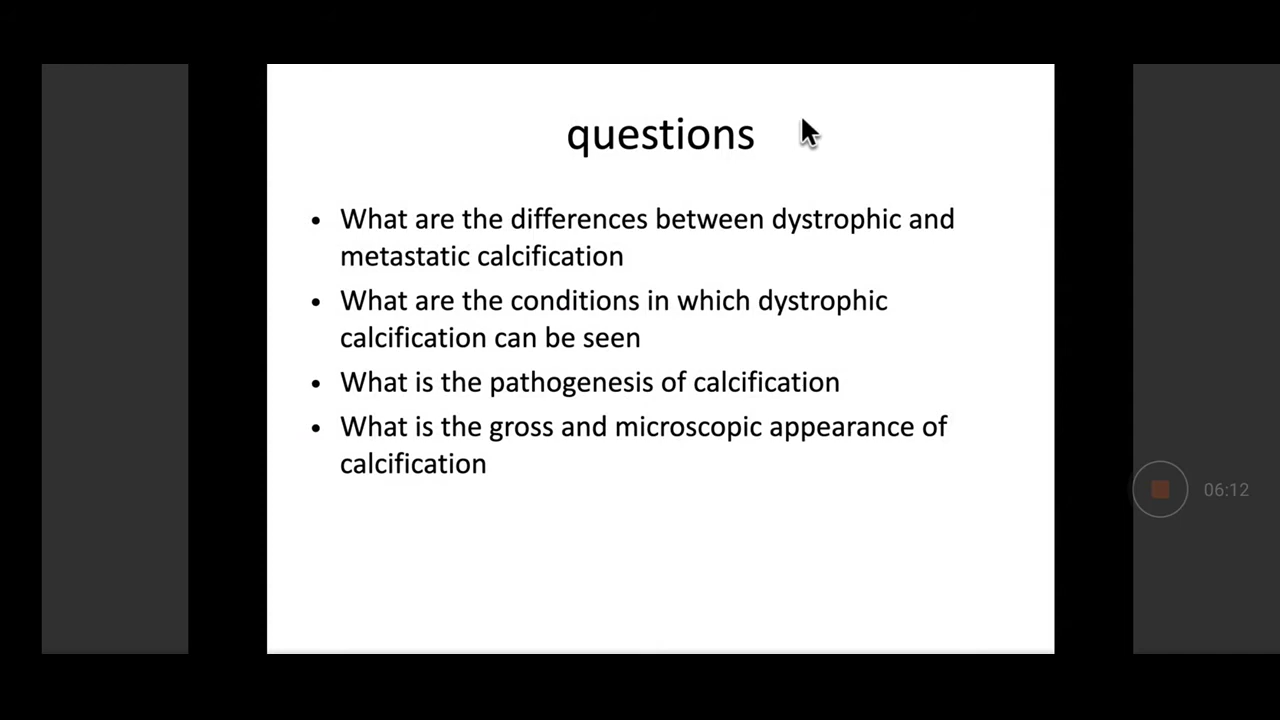 questions
• What are the differences between dystrophic and
metastatic calcification
• What are the conditions in which dystrophic
calcification can be seen
• What is the pathogenesis of calcification
• What is the gross and microscopic appearance of
calcification
06:12